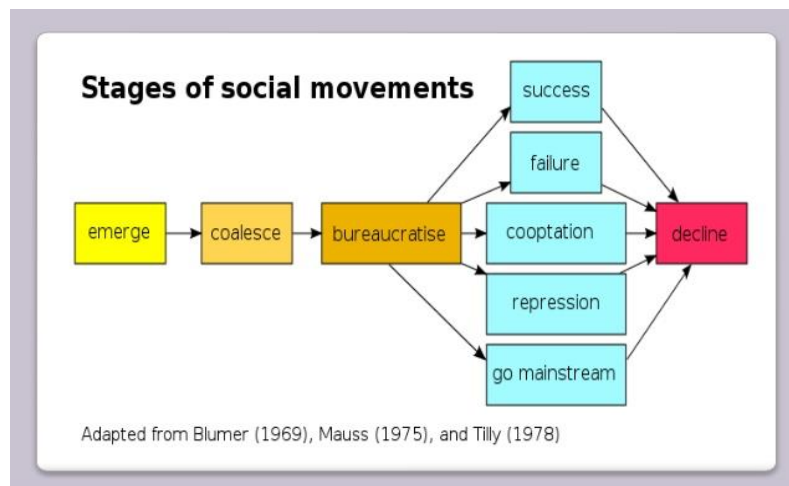 Stages of social movements
success
failure
emerge
coalesce
bureaucratise
cooptation
decline
repression
go mainstream
Adapted from Blumer (1969), Mauss (1975), and Tilly (1978)